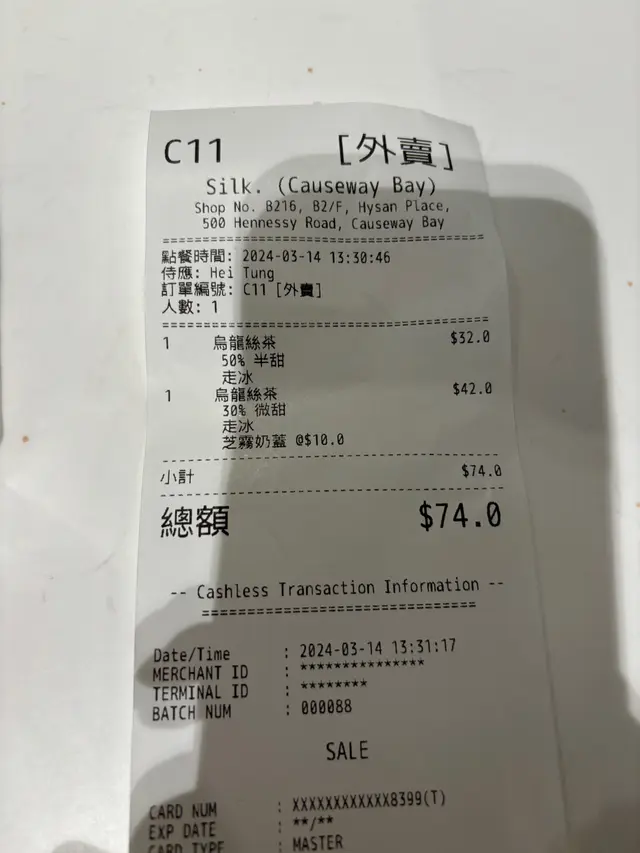 C11 [外賣]
Silk. (Causeway Bay)
Shop No. B216, B2/F, Hysan Place,
500 Hennessy Road, Causeway Bay
================================================
點餐時間: 2024-03-14 13:30:46
侍應: Hei Tung
訂單編號: C11 [外賣]
人數: 1
================================================
1 烏龍絲茶 $32.0
50% 半甜
走冰
1 烏龍絲茶 $42.0
30% 微甜
走冰
芝霧奶蓋 @$10.0
------------------------------------------------
小計 $74.0
------------------------------------------------
總額 $74.0
-- Cashless Transaction Information --
==============================
Date/Time : 2024-03-14 13:31:17
MERCHANT ID : ***************
TERMINAL ID : ********
BATCH NUM : 000088
SALE
CARD NUM : XXXXXXXXXXXX8399(T)
EXP DATE : **/**
CARD TYPE : MASTER